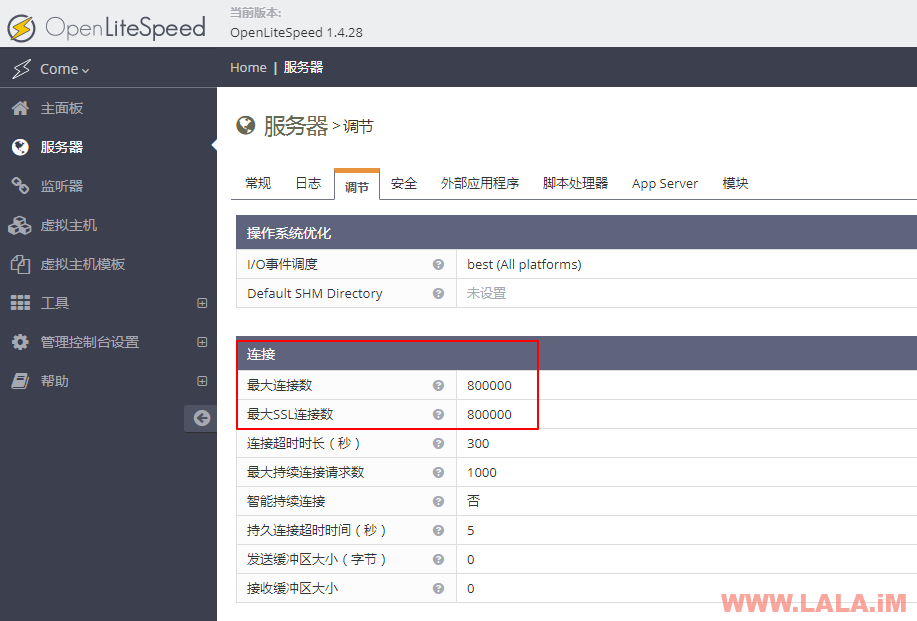 OpenLiteSpeed
当前版本:
OpenLiteSpeed 1.4.28
Come
Home | 服务器
主面板
服务器
监听器
虚拟主机
虚拟主机模板
工具
管理控制台设置
帮助
服务器 > 调节
常规 日志 调节 安全 外部应用程序 脚本处理器 App Server 模块
操作系统优化
I/O事件调度 best (All platforms)
Default SHM Directory 未设置
连接
最大连接数 800000
最大SSL连接数 800000
连接超时时长（秒） 300
最大持续连接请求数 1000
智能持续连接 否
持久连接超时时间（秒） 5
发送缓冲区大小（字节） 0
接收缓冲区大小 0
WWW.LALA.iM